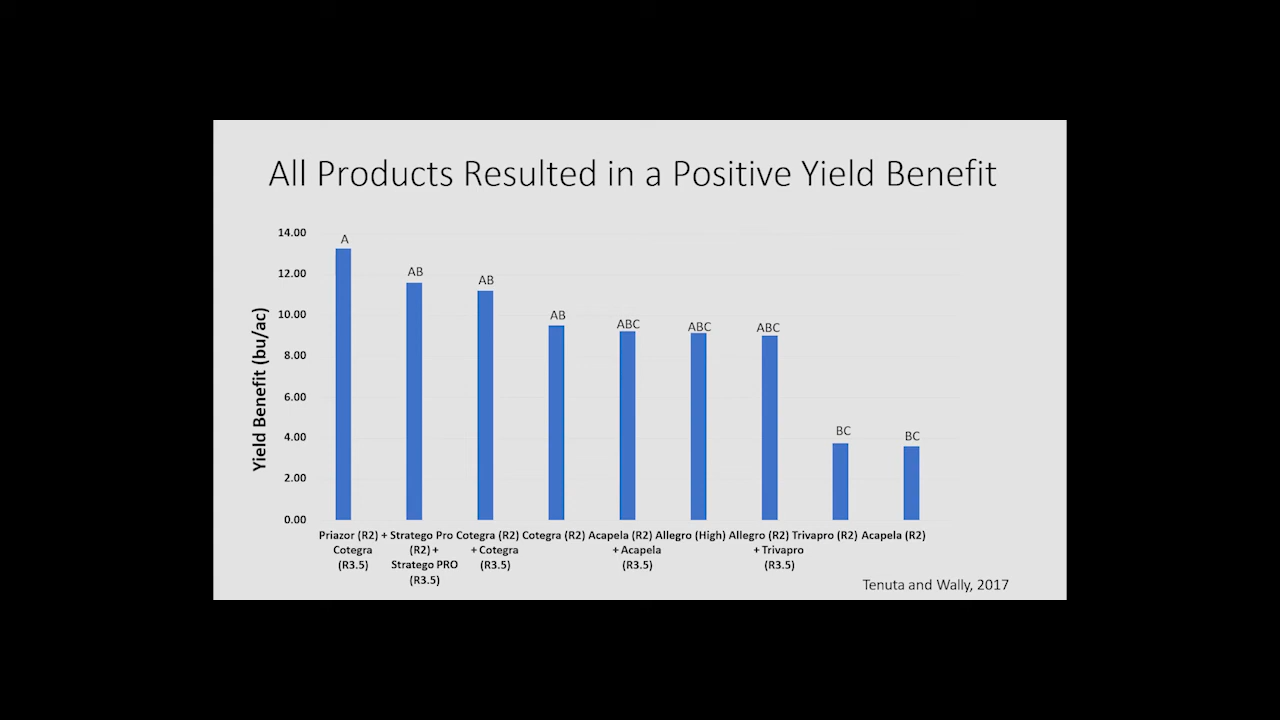 All Products Resulted in a Positive Yield Benefit
Yield Benefit (bu/ac)
14.00
12.00
10.00
8.00
6.00
4.00
2.00
0.00
A
AB
AB
AB
ABC
ABC
ABC
BC
BC
Priazor (R2) +
Cotegra
(R3.5)
Stratego Pro
(R2) +
Stratego PRO
(R3.5)
Cotegra (R2)
+ Cotegra
(R3.5)
Cotegra (R2)
Acapela (R2)
+ Acapela
(R3.5)
Allegro (High)
Allegro (R2)
+ Trivapro
(R3.5)
Trivapro (R2)
Acapela (R2)
Tenuta and Wally, 2017